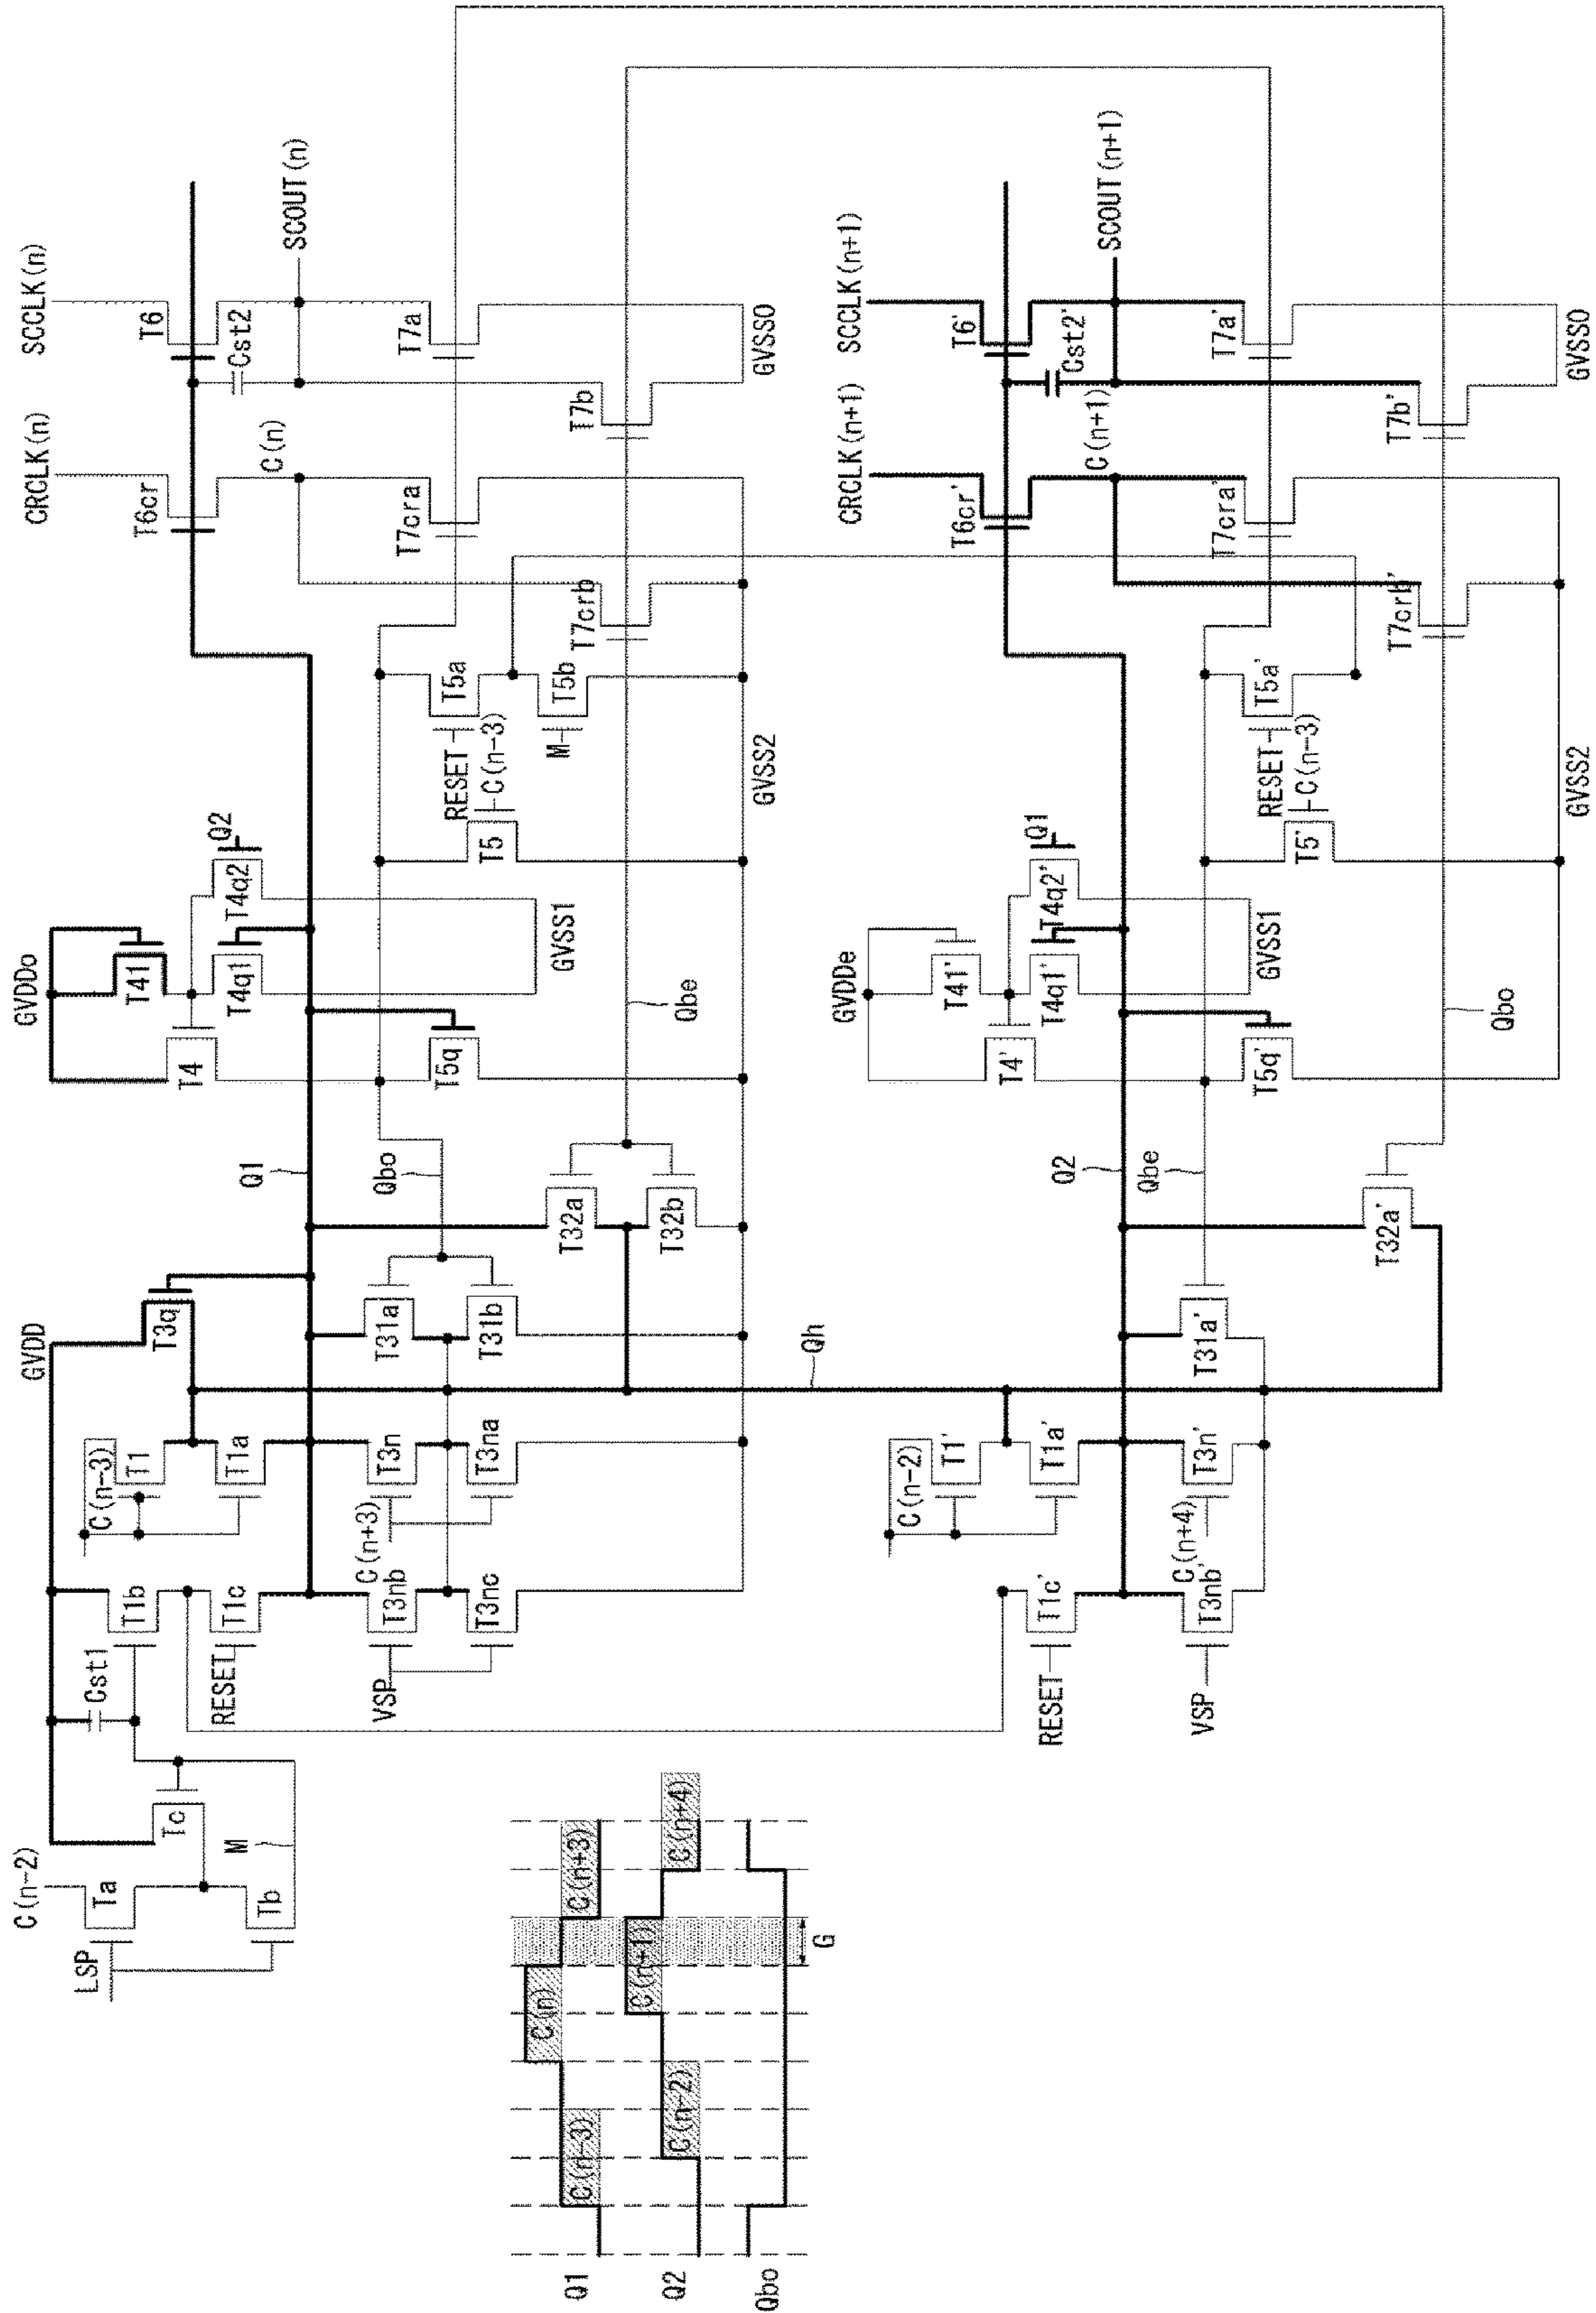 C(n-2)
LSP
Ta
Tb
Tc
M
Cst1
T1b
T1c
RESET
VSP
T3nb
T3nc
C(n-3)
T1
T1a
C(n+3)
T3n
T3na
GVDD
T3q
T31a
T31b
Q1
Qbo
T32a
T32b
Qbe
Qh
GVDDo
T41
T4
T4q1
T4q2
Q2
GVSS1
T5q
T5
C(n-3)
RESET
T5a
T5b
M
GVSS2
CRCLK(n)
T6cr
C(n)
T7cra
T7crb
SCCLK(n)
T6
Cst2
SCOUT(n)
T7a
T7b
GVSS0
RESET
T1c'
VSP
T3nb'
C(n-2)
T1'
T1a'
C(n+4)
T3n'
T31a'
Q2
Qbe
T32a'
GVDDe
T41'
T4'
T4q1'
T4q2'
Q1
GVSS1
T5q'
Qbo
T5'
C(n-3)
RESET
T5a'
GVSS2
CRCLK(n+1)
T6cr'
C(n+1)
T7cra'
T7crb'
SCCLK(n+1)
T6'
Cst2'
SCOUT(n+1)
T7a'
T7b'
GVSS0
Q1
C(n-3)
C(n)
C(n+3)
Q2
C(n-2)
C(n+1)
C(n+4)
Qbo
G